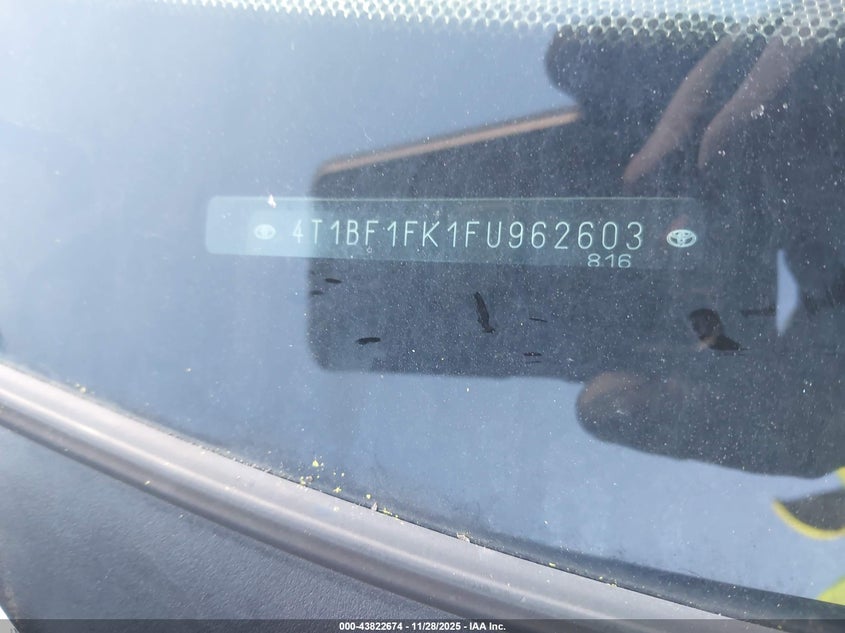 4T1BF1FK1FU962603
816
000-43822674 | 11/28/2025 - IAA Inc.